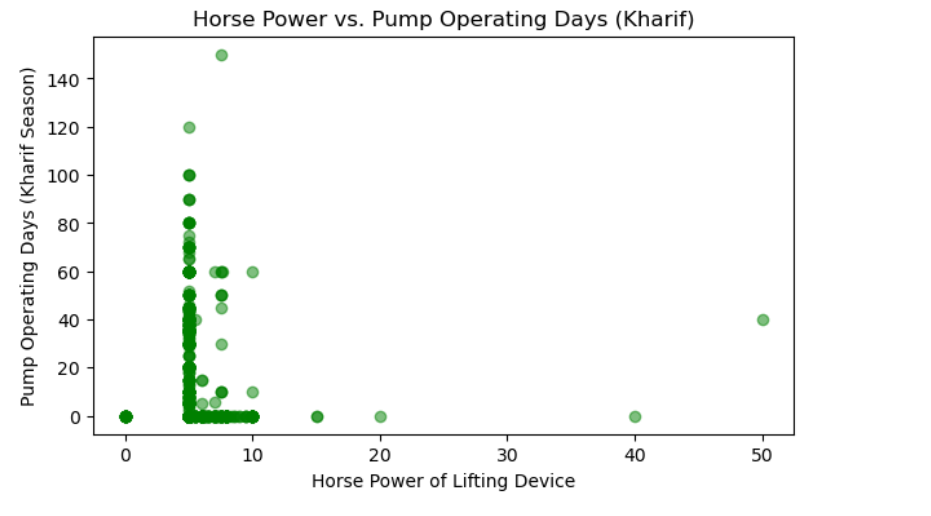 Horse Power vs. Pump Operating Days (Kharif)
Pump Operating Days (Kharif Season)
140
120
100
80
60
40
20
0
0 10 20 30 40 50
Horse Power of Lifting Device